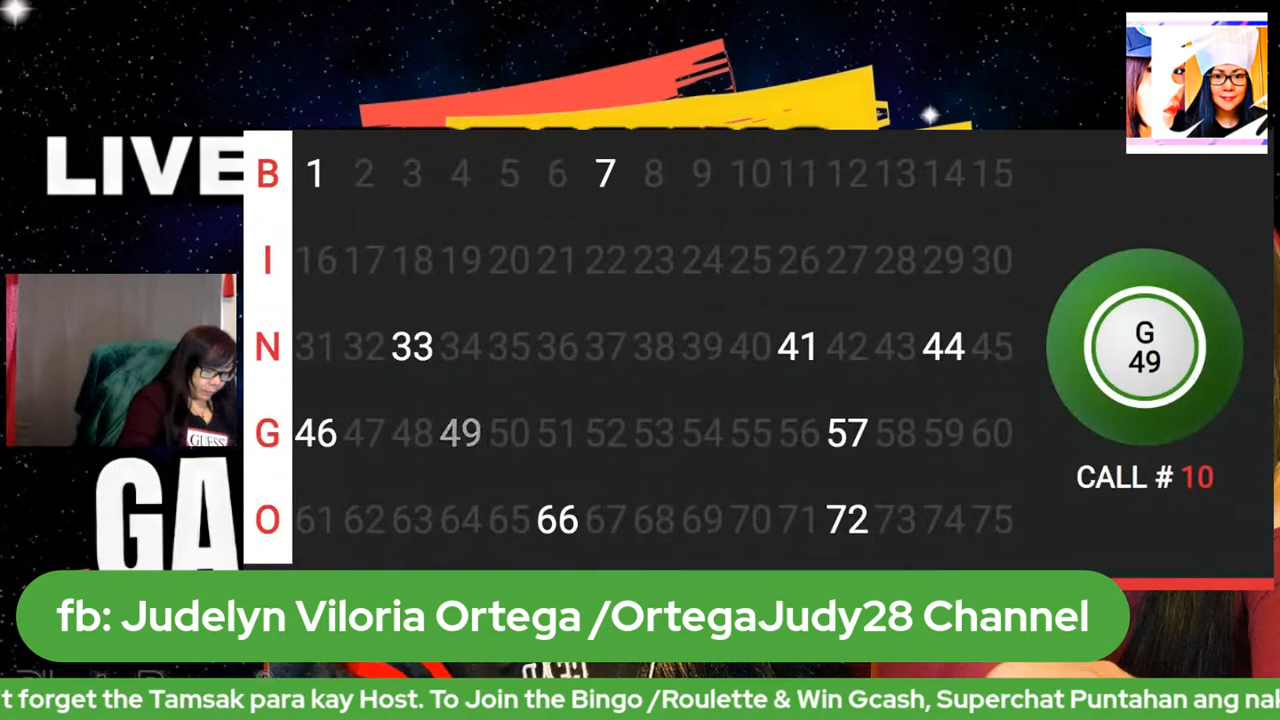 LIVE
B 1 2 3 4 5 6 7 8 9 10 11 12 13 14 15
I 16 17 18 19 20 21 22 23 24 25 26 27 28 29 30
N 31 32 33 34 35 36 37 38 39 40 41 42 43 44 45
G 46 47 48 49 50 51 52 53 54 55 56 57 58 59 60
O 61 62 63 64 65 66 67 68 69 70 71 72 73 74 75
G
49
CALL # 10
GUESS
GA
fb: Judelyn Viloria Ortega /OrtegaJudy28 Channel
't forget the Tamsak para kay Host. To Join the Bingo /Roulette & Win Gcash, Superchat Puntahan ang